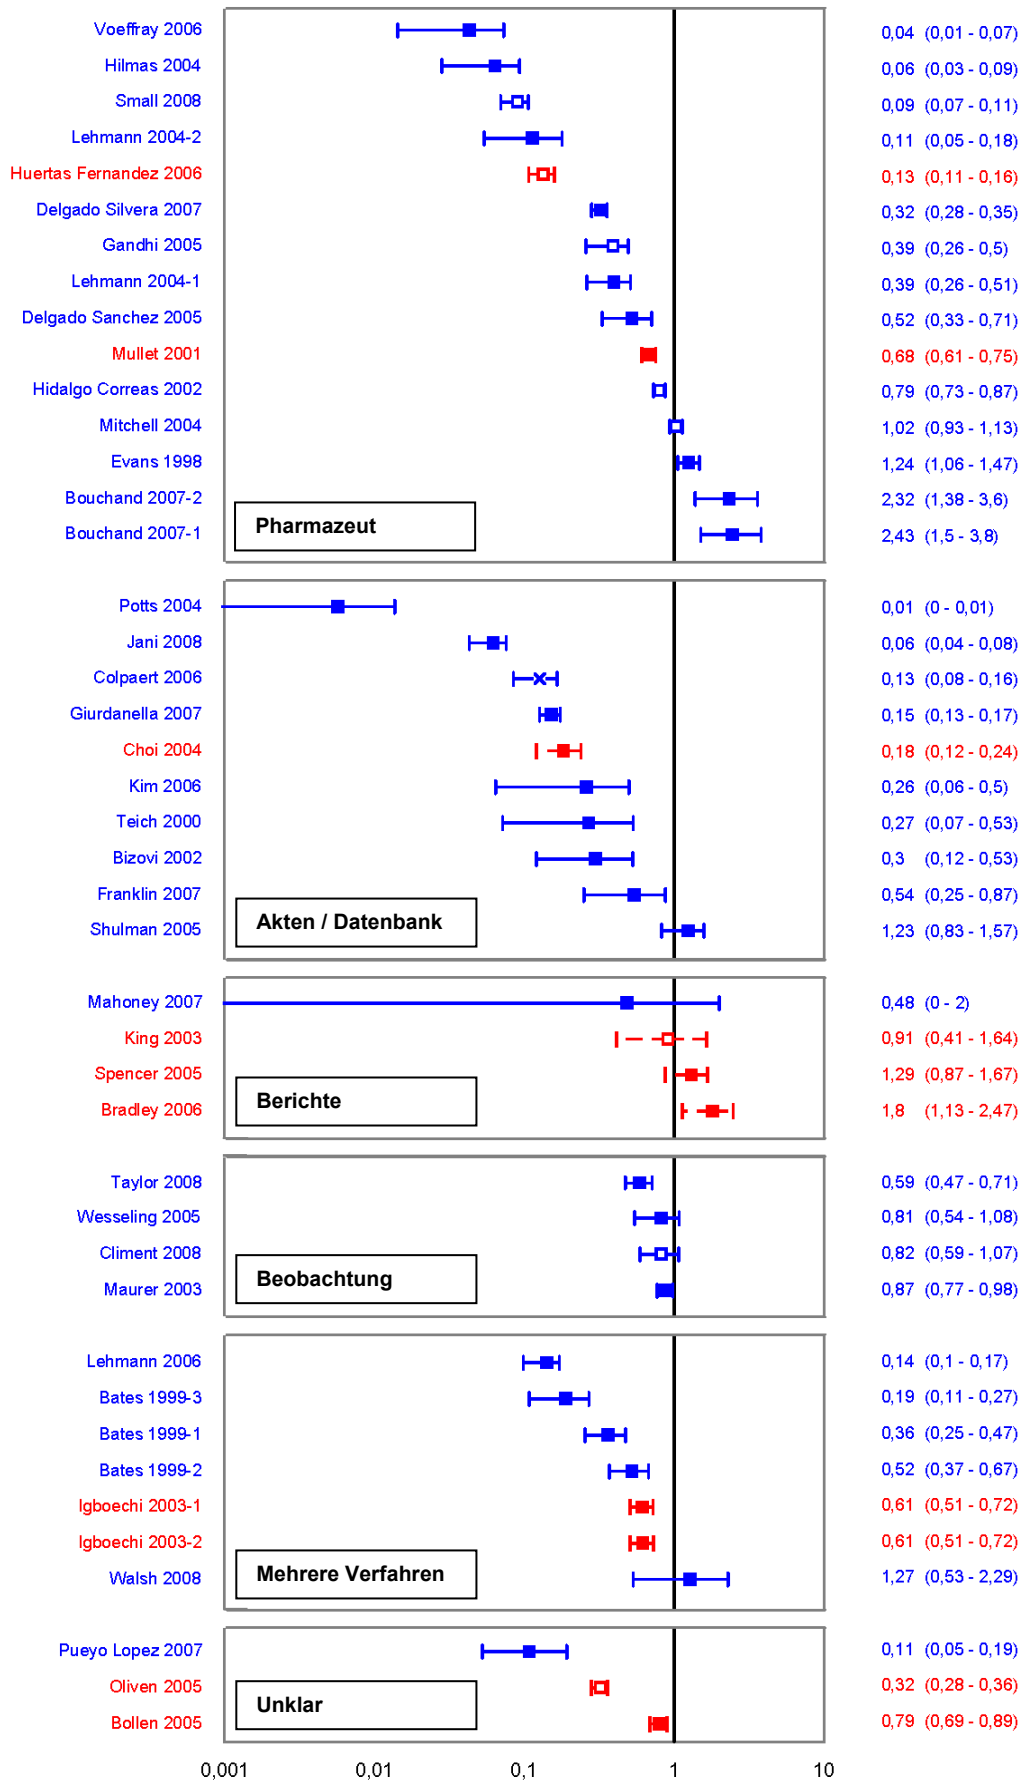 Voeffray 2006 0,04 (0,01 - 0,07)
Hilmas 2004 0,06 (0,03 - 0,09)
Small 2008 0,09 (0,07 - 0,11)
Lehmann 2004-2 0,11 (0,05 - 0,18)
Huertas Fernandez 2006 0,13 (0,11 - 0,16)
Delgado Silvera 2007 0,32 (0,28 - 0,35)
Gandhi 2005 0,39 (0,26 - 0,5)
Lehmann 2004-1 0,39 (0,26 - 0,51)
Delgado Sanchez 2005 0,52 (0,33 - 0,71)
Mullet 2001 0,68 (0,61 - 0,75)
Hidalgo Correas 2002 0,79 (0,73 - 0,87)
Mitchell 2004 1,02 (0,93 - 1,13)
Evans 1998 1,24 (1,06 - 1,47)
Bouchand 2007-2 2,32 (1,38 - 3,6)
Bouchand 2007-1 2,43 (1,5 - 3,8)
Pharmazeut
Potts 2004 0,01 (0 - 0,01)
Jani 2008 0,06 (0,04 - 0,08)
Colpaert 2006 0,13 (0,08 - 0,16)
Giurdanella 2007 0,15 (0,13 - 0,17)
Choi 2004 0,18 (0,12 - 0,24)
Kim 2006 0,26 (0,06 - 0,5)
Teich 2000 0,27 (0,07 - 0,53)
Bizovi 2002 0,3 (0,12 - 0,53)
Franklin 2007 0,54 (0,25 - 0,87)
Shulman 2005 1,23 (0,83 - 1,57)
Akten / Datenbank
Mahoney 2007 0,48 (0 - 2)
King 2003 0,91 (0,41 - 1,64)
Spencer 2005 1,29 (0,87 - 1,67)
Bradley 2006 1,8 (1,13 - 2,47)
Berichte
Taylor 2008 0,59 (0,47 - 0,71)
Wesseling 2005 0,81 (0,54 - 1,08)
Climent 2008 0,82 (0,59 - 1,07)
Maurer 2003 0,87 (0,77 - 0,98)
Beobachtung
Lehmann 2006 0,14 (0,1 - 0,17)
Bates 1999-3 0,19 (0,11 - 0,27)
Bates 1999-1 0,36 (0,25 - 0,47)
Bates 1999-2 0,52 (0,37 - 0,67)
Igboechi 2003-1 0,61 (0,51 - 0,72)
Igboechi 2003-2 0,61 (0,51 - 0,72)
Walsh 2008 1,27 (0,53 - 2,29)
Mehrere Verfahren
Pueyo Lopez 2007 0,11 (0,05 - 0,19)
Oliven 2005 0,32 (0,28 - 0,36)
Bollen 2005 0,79 (0,69 - 0,89)
Unklar
0,001 0,01 0,1 1 10